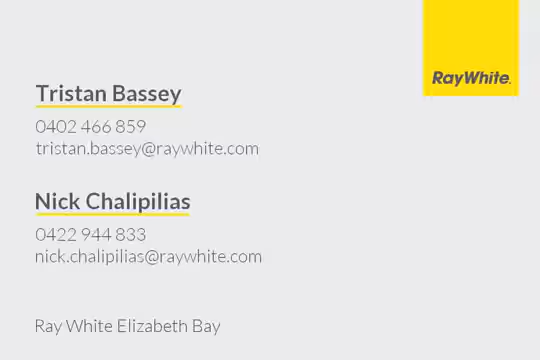 RayWhite.
Tristan Bassey
0402 466 859
tristan.bassey@raywhite.com
Nick Chalipilias
0422 944 833
nick.chalipilias@raywhite.com
Ray White Elizabeth Bay